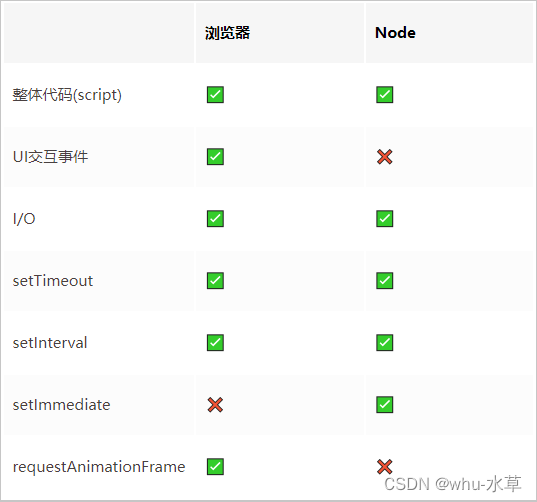 浏览器 Node
整体代码(script) ✅ ✅
UI交互事件 ✅ ❌
I/O ✅ ✅
setTimeout ✅ ✅
setInterval ✅ ✅
setImmediate ❌ ✅
requestAnimationFrame ✅ ❌
CSDN @whu-水草